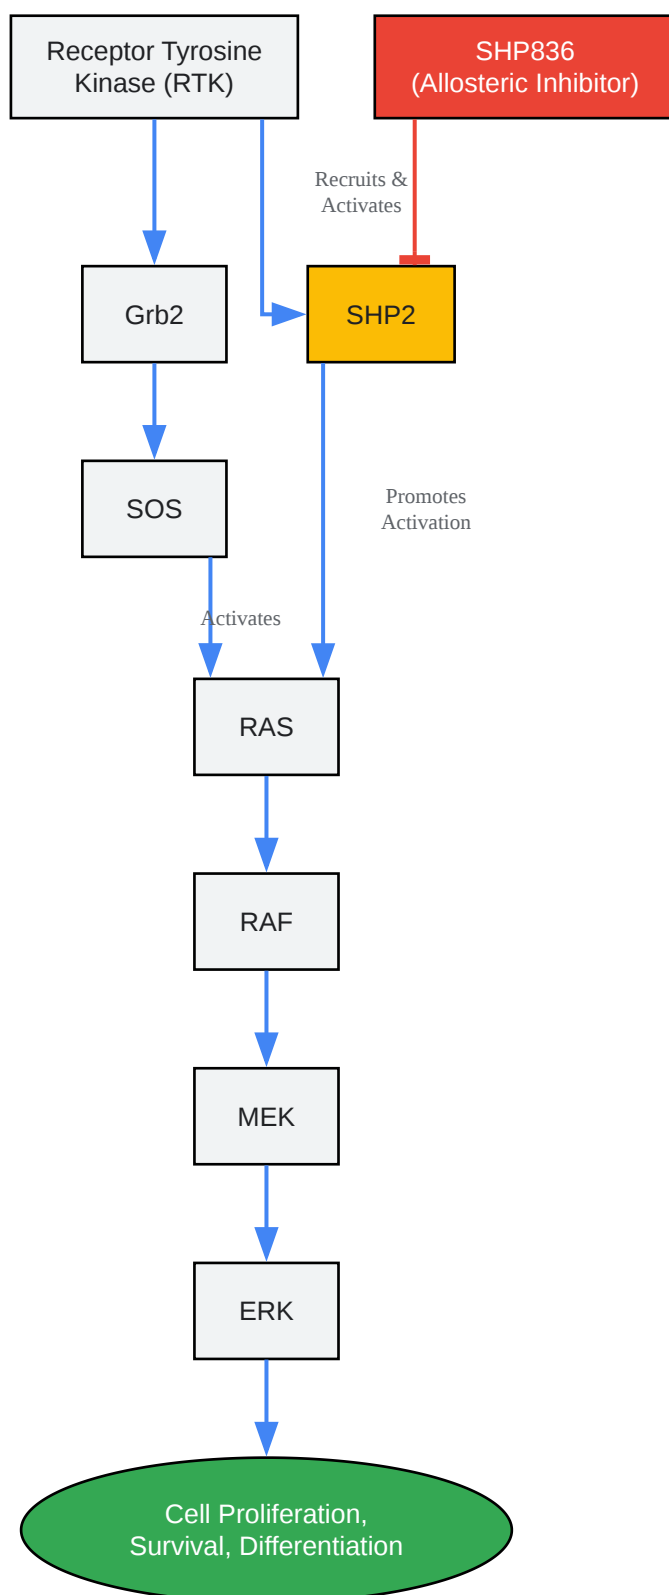 Receptor Tyrosine
Kinase (RTK)
SHP836
(Allosteric Inhibitor)
Recruits &
Activates
Grb2
SHP2
SOS
Promotes
Activation
Activates
RAS
RAF
MEK
ERK
Cell Proliferation,
Survival, Differentiation